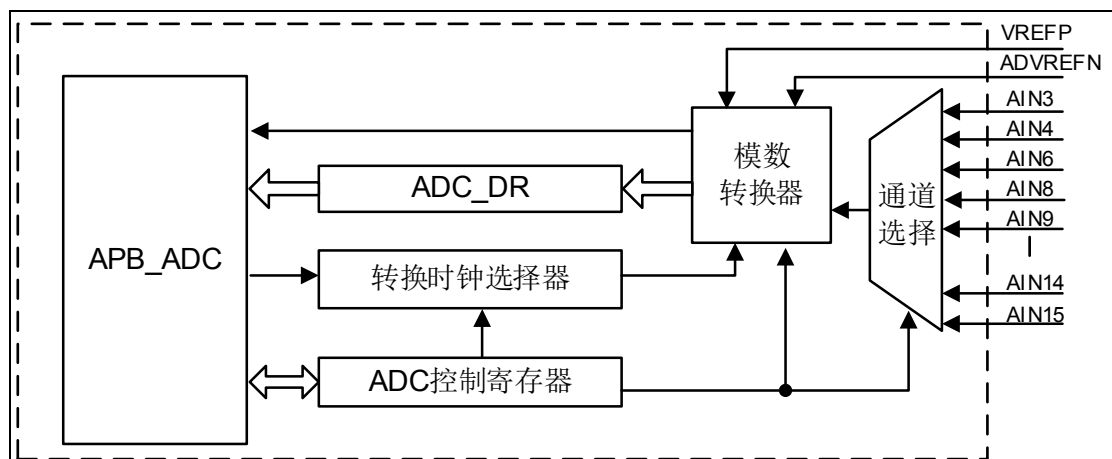 VREFP
ADVREFN
AIN3
AIN4
AIN6
AIN8
AIN9
AIN14
AIN15
模数
转换器
通道
选择
ADC_DR
APB_ADC
转换时钟选择器
ADC控制寄存器